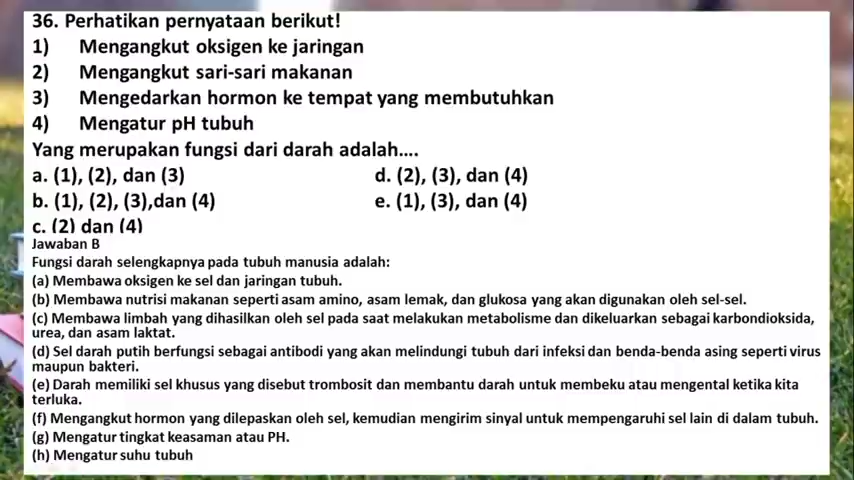 36. Perhatikan pernyataan berikut!
1) Mengangkut oksigen ke jaringan
2) Mengangkut sari-sari makanan
3) Mengedarkan hormon ke tempat yang membutuhkan
4) Mengatur pH tubuh
Yang merupakan fungsi dari darah adalah....
a. (1), (2), dan (3) d. (2), (3), dan (4)
b. (1), (2), (3),dan (4) e. (1), (3), dan (4)
c. (2) dan (4)
Jawaban B
Fungsi darah selengkapnya pada tubuh manusia adalah:
(a) Membawa oksigen ke sel dan jaringan tubuh.
(b) Membawa nutrisi makanan seperti asam amino, asam lemak, dan glukosa yang akan digunakan oleh sel-sel.
(c) Membawa limbah yang dihasilkan oleh sel pada saat melakukan metabolisme dan dikeluarkan sebagai karbondioksida,
urea, dan asam laktat.
(d) Sel darah putih berfungsi sebagai antibodi yang akan melindungi tubuh dari infeksi dan benda-benda asing seperti virus
maupun bakteri.
(e) Darah memiliki sel khusus yang disebut trombosit dan membantu darah untuk membeku atau mengental ketika kita
terluka.
(f) Mengangkut hormon yang dilepaskan oleh sel, kemudian mengirim sinyal untuk mempengaruhi sel lain di dalam tubuh.
(g) Mengatur tingkat keasaman atau PH.
(h) Mengatur suhu tubuh